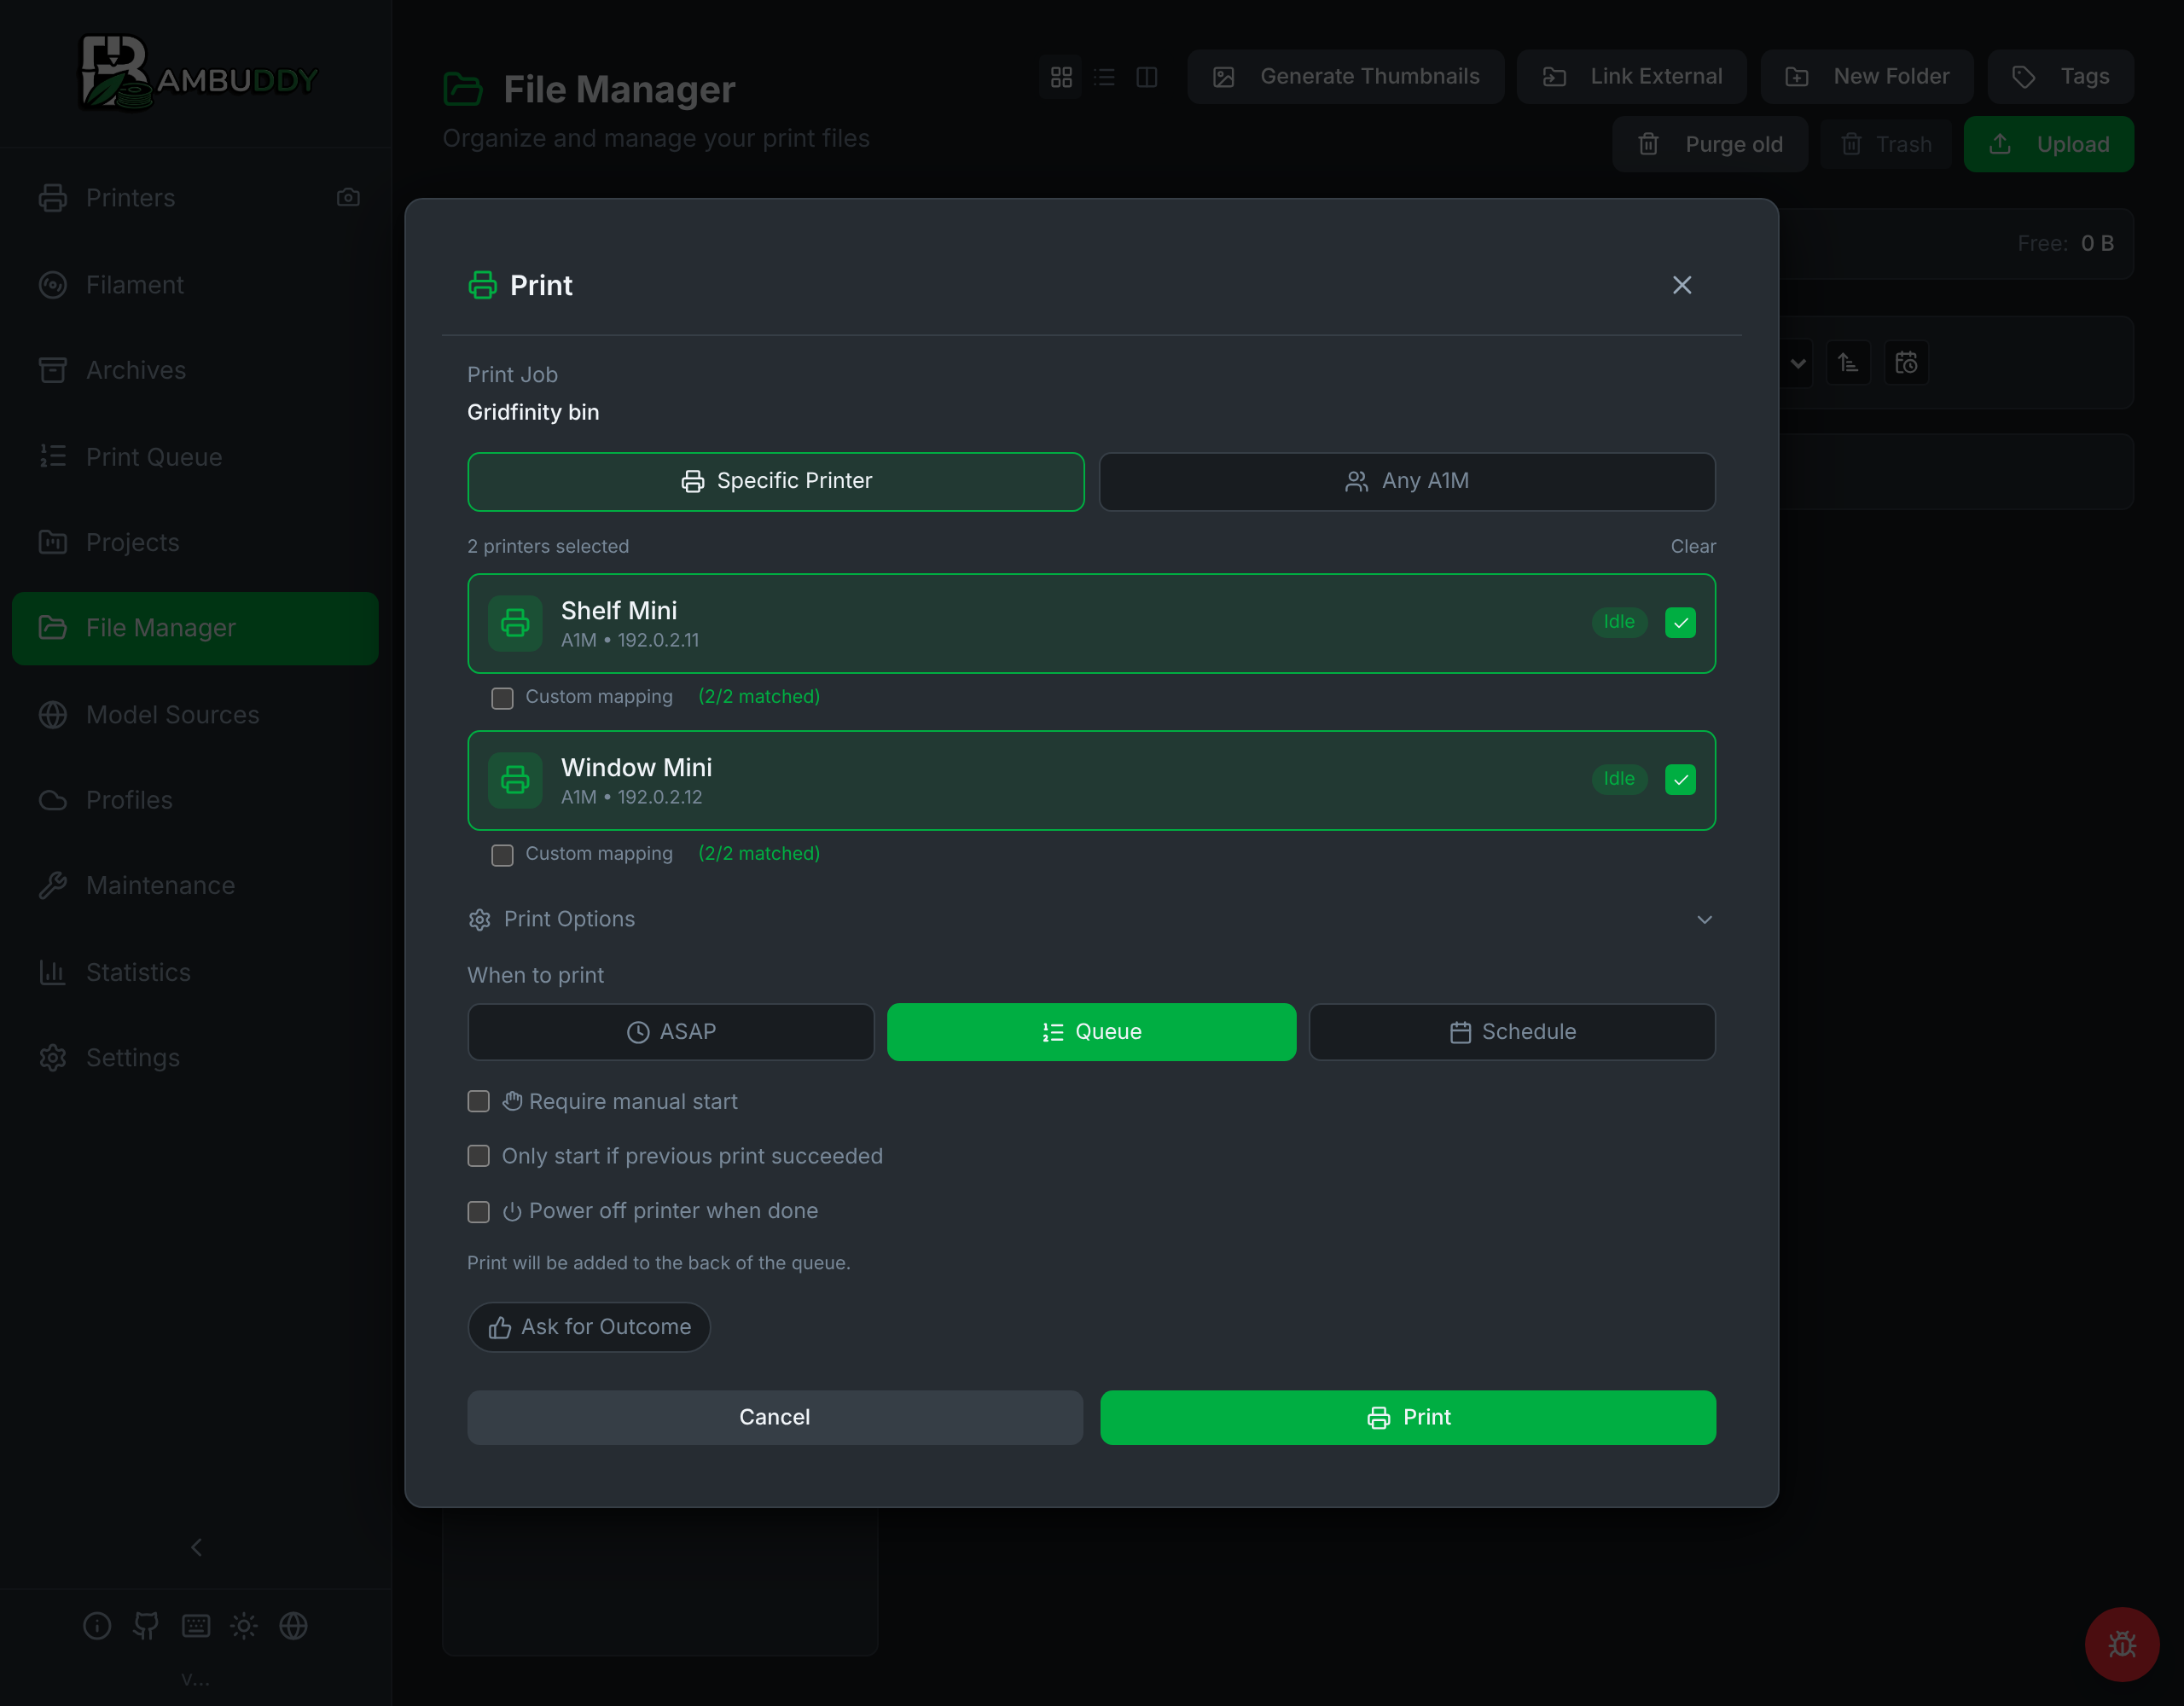 BAMBUDDY
File Manager
Organize and manage your print files
Generate Thumbnails
Link External
New Folder
Tags
Purge old
Trash
Upload
Free: 0 B
Printers
Filament
Archives
Print Queue
Projects
File Manager
Model Sources
Profiles
Maintenance
Statistics
Settings
v...
Print
Print Job
Gridfinity bin
Specific Printer
Any A1M
2 printers selected
Clear
Shelf Mini
A1M • 192.0.2.11
Idle
Custom mapping (2/2 matched)
Window Mini
A1M • 192.0.2.12
Idle
Custom mapping (2/2 matched)
Print Options
When to print
ASAP
Queue
Schedule
Require manual start
Only start if previous print succeeded
Power off printer when done
Print will be added to the back of the queue.
Ask for Outcome
Cancel
Print